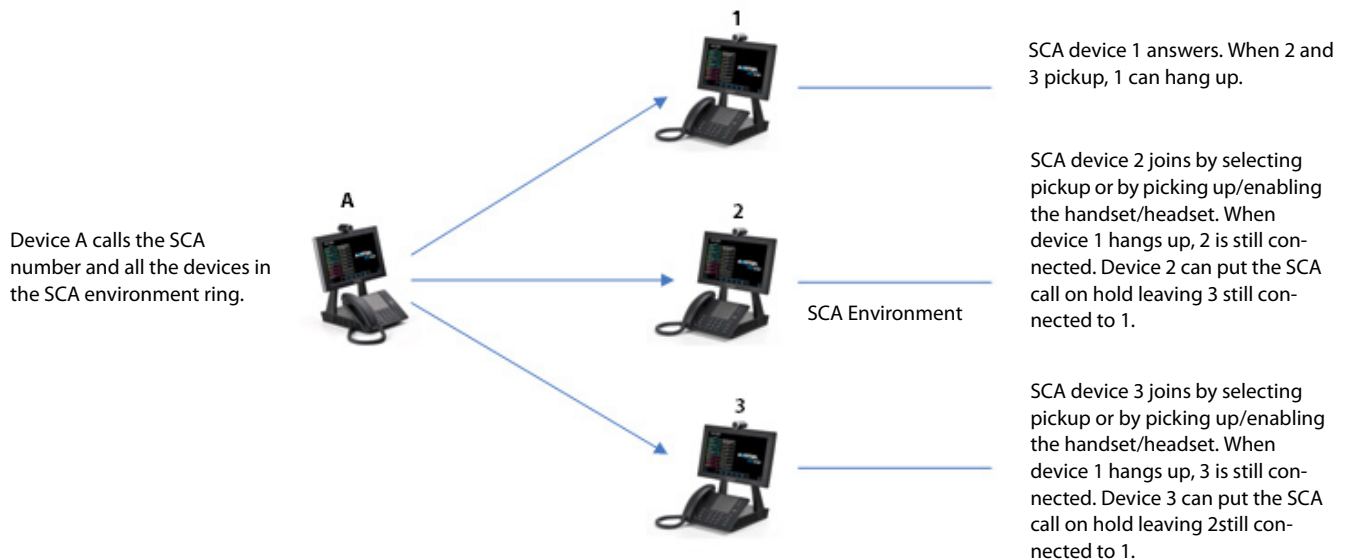 1
SCA device 1 answers. When 2 and
3 pickup, 1 can hang up.
A
Device A calls the SCA
number and all the devices in
the SCA environment ring.
2
SCA Environment
SCA device 2 joins by selecting
pickup or by picking up/enabling
the handset/headset. When
device 1 hangs up, 2 is still con-
nected. Device 2 can put the SCA
call on hold leaving 3 still con-
nected to 1.
3
SCA device 3 joins by selecting
pickup or by picking up/enabling
the handset/headset. When
device 1 hangs up, 3 is still con-
nected. Device 3 can put the SCA
call on hold leaving 2still con-
nected to 1.